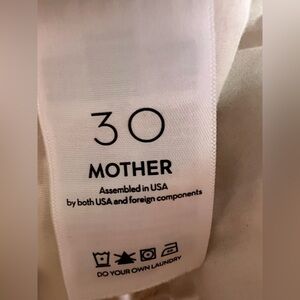 30
MOTHER
Assembled in USA
by both USA and foreign components
DO YOUR OWN LAUNDRY